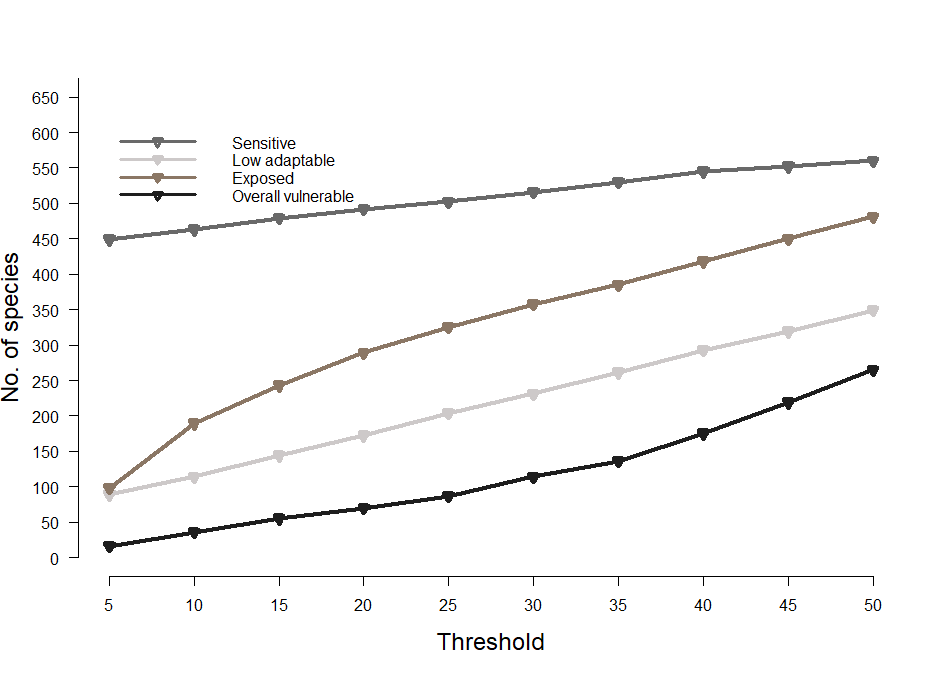 650
600
550
500
450
400
350
300
250
200
150
100
50
0
No. of species
Sensitive
Low adaptable
Exposed
Overall vulnerable
5 10 15 20 25 30 35 40 45 50
Threshold